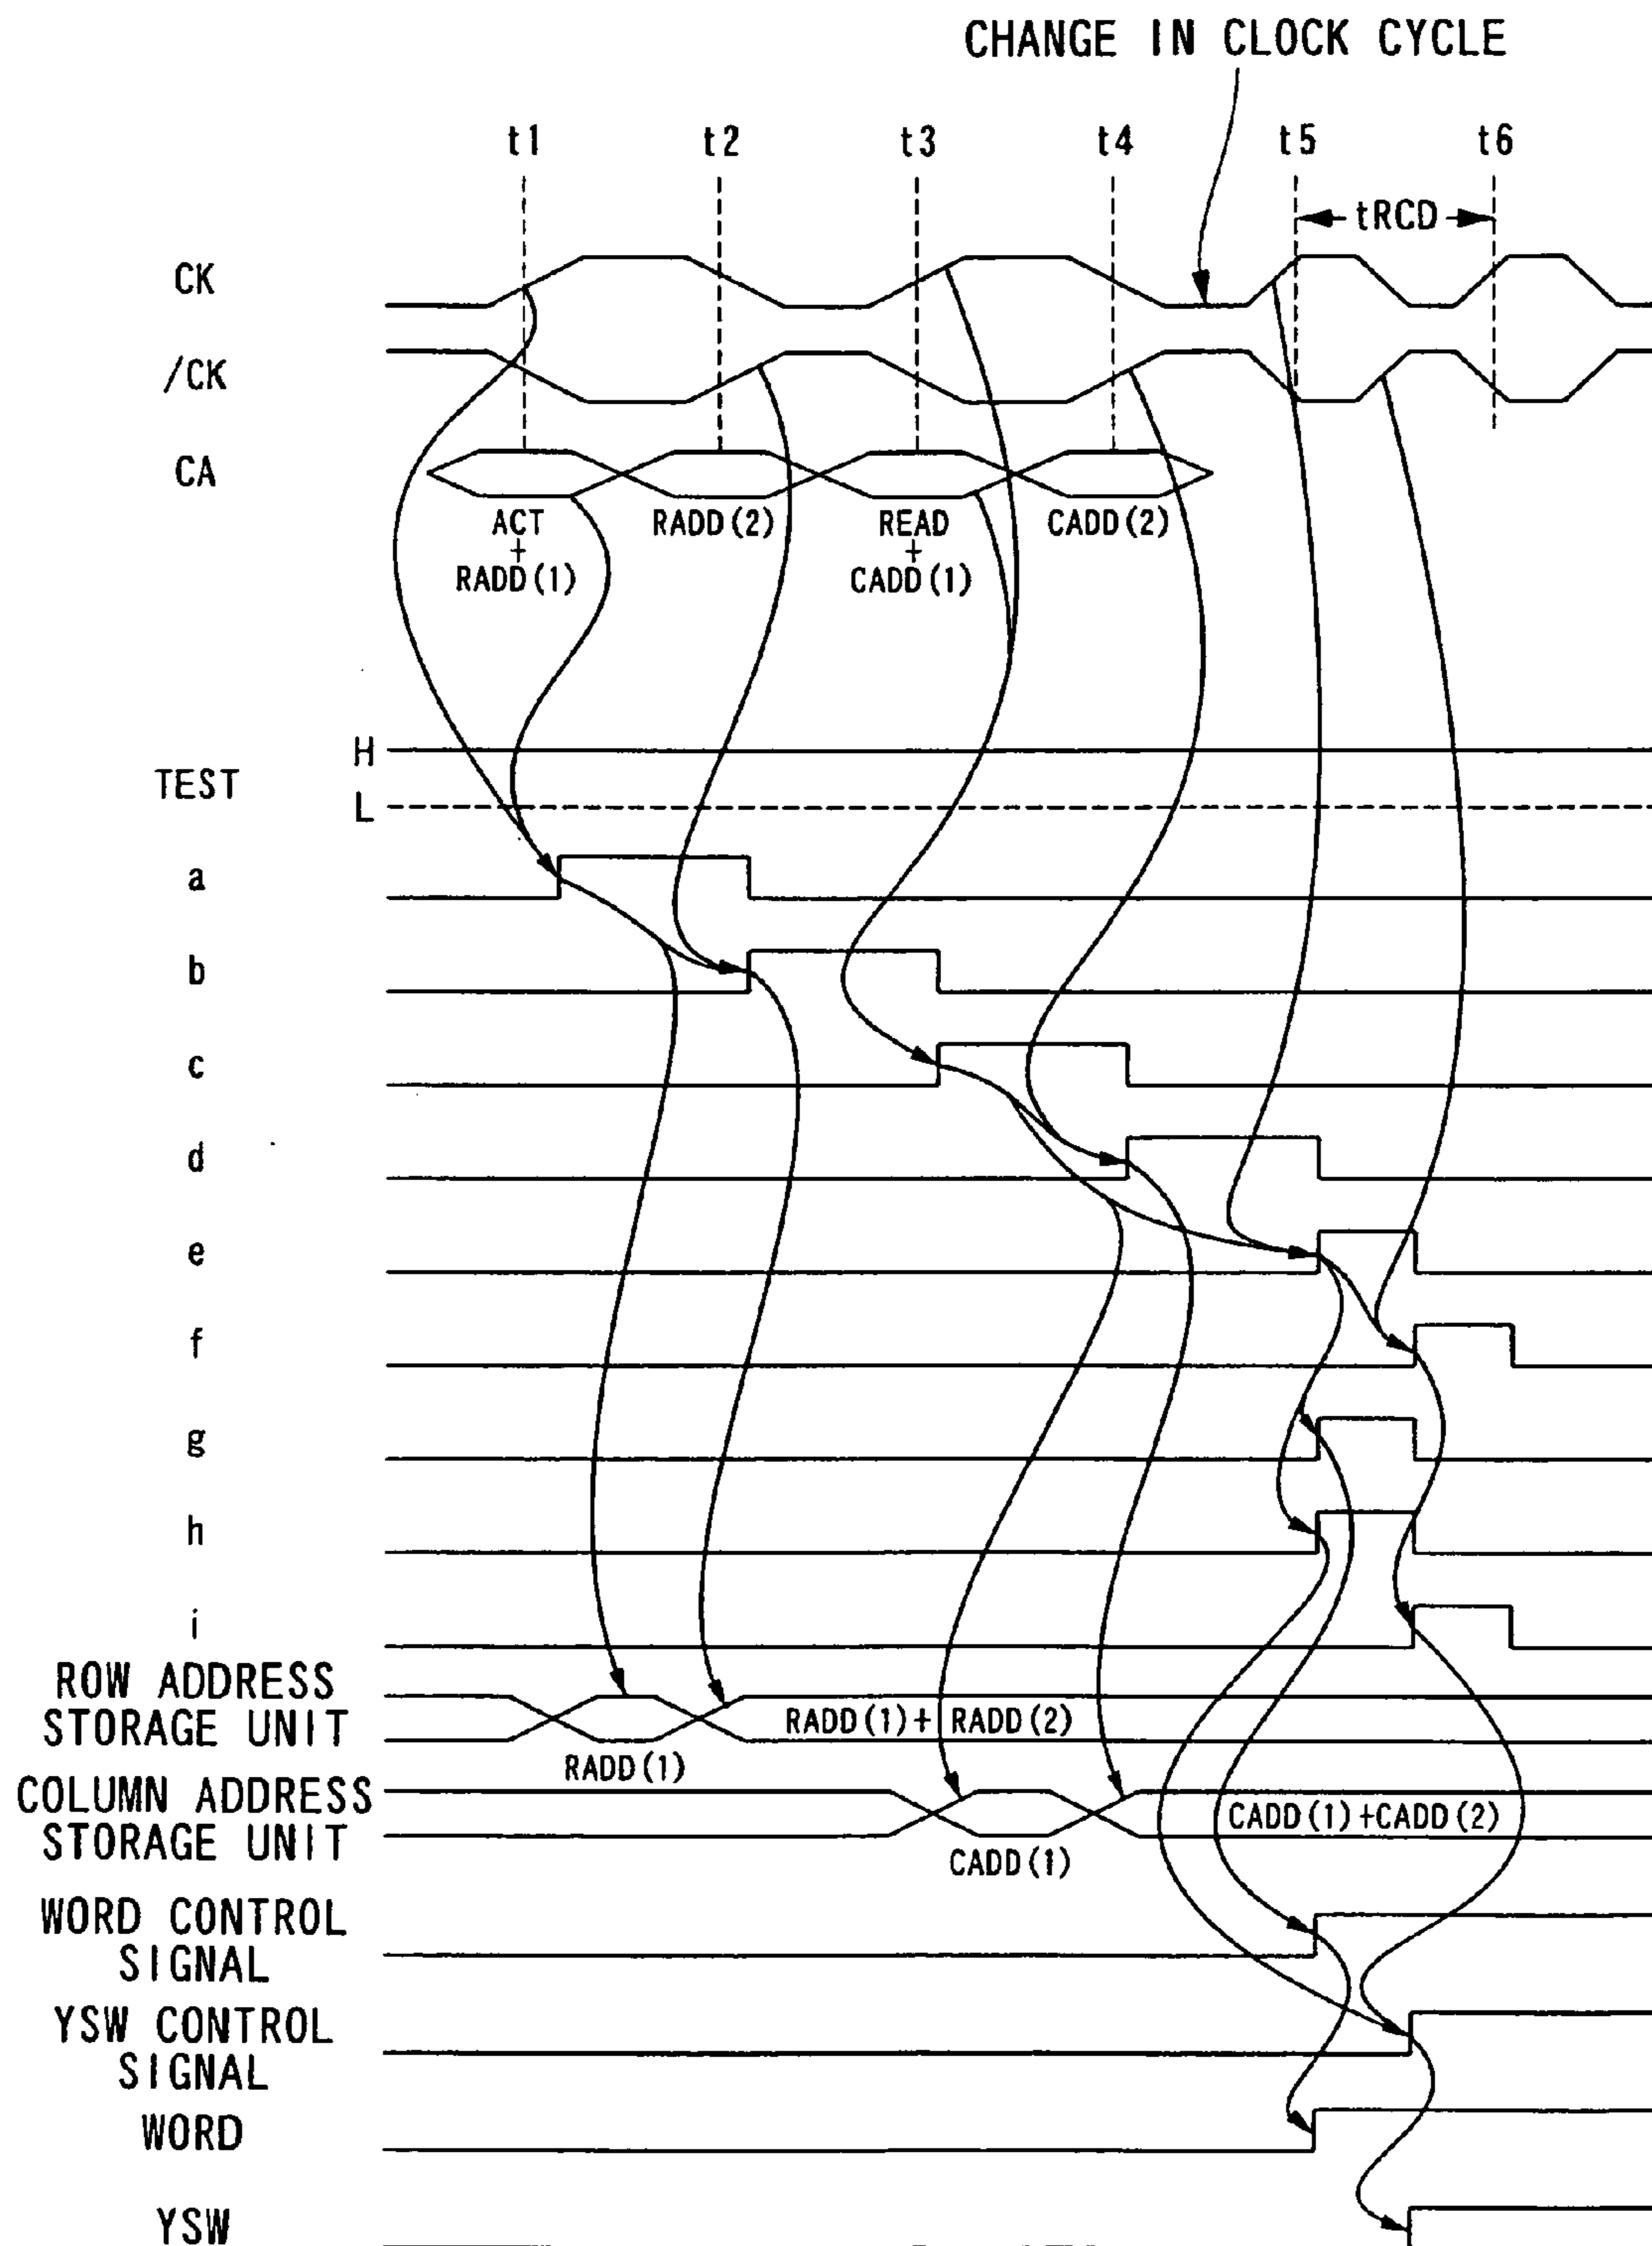 CHANGE IN CLOCK CYCLE
t1 t2 t3 t4 t5 t6
tRCD
CK
/CK
CA
ACT + RADD(1)
RADD(2)
READ + CADD(1)
CADD(2)
TEST
H
L
a
b
c
d
e
f
g
h
i
ROW ADDRESS
STORAGE UNIT
RADD(1)
RADD(1)+RADD(2)
COLUMN ADDRESS
STORAGE UNIT
CADD(1)
CADD(1)+CADD(2)
WORD CONTROL
SIGNAL
YSW CONTROL
SIGNAL
WORD
YSW